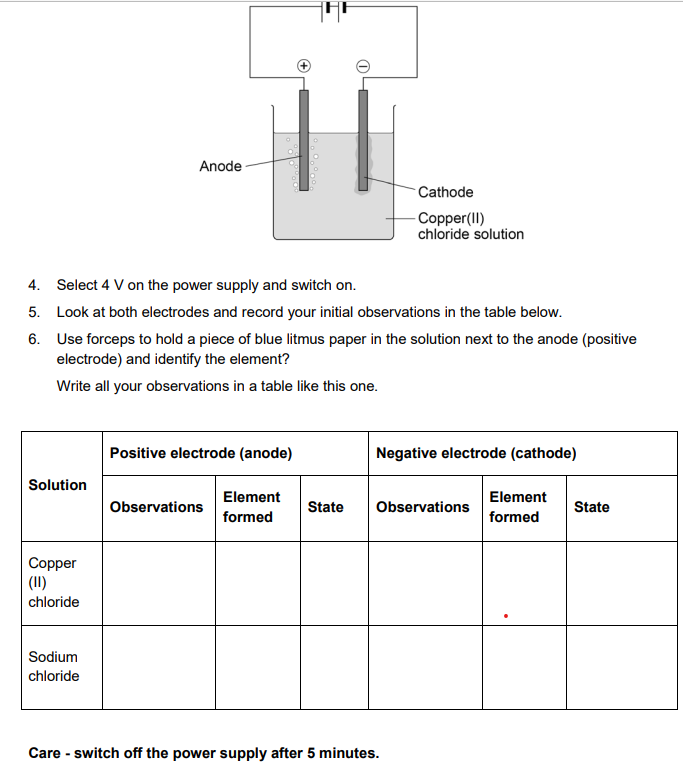 +
−
Anode
Cathode
Copper(II)
chloride solution
4. Select 4 V on the power supply and switch on.
5. Look at both electrodes and record your initial observations in the table below.
6. Use forceps to hold a piece of blue litmus paper in the solution next to the anode (positive
electrode) and identify the element?
Write all your observations in a table like this one.
Solution
Positive electrode (anode)
Negative electrode (cathode)
Observations
Element
formed
State
Observations
Element
formed
State
Copper
(II)
chloride
Sodium
chloride
Care - switch off the power supply after 5 minutes.